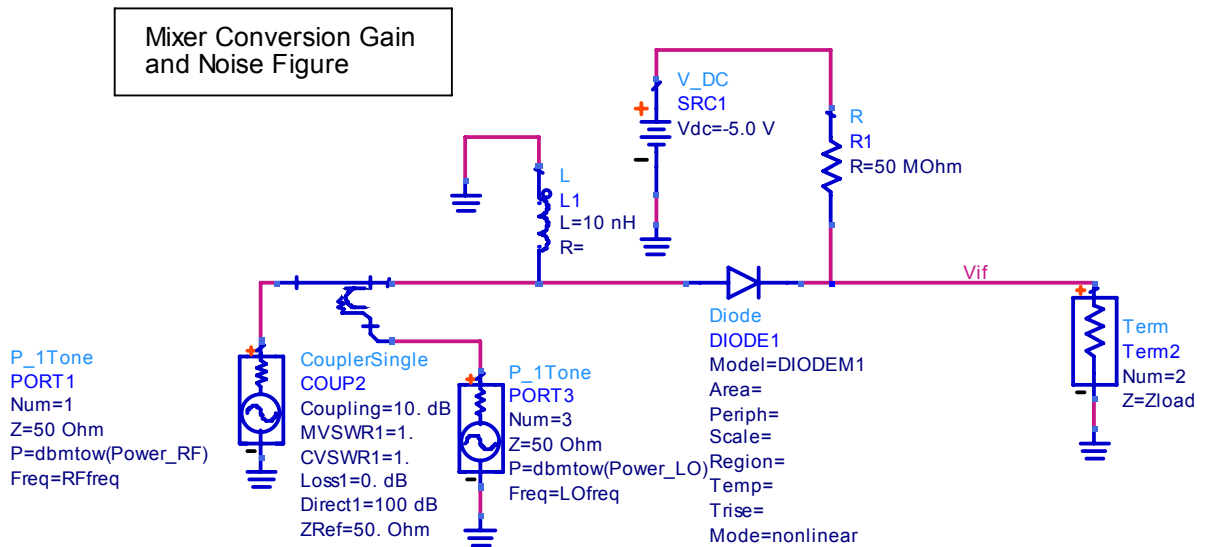 Mixer Conversion Gain
and Noise Figure
V_DC
SRC1
Vdc=-5.0 V
R
R1
R=50 MOhm
L
L1
L=10 nH
R=
Vif
P_1Tone
PORT1
Num=1
Z=50 Ohm
P=dbmtow(Power_RF)
Freq=RFfreq
CouplerSingle
COUP2
Coupling=10. dB
MVSWR1=1.
CVSWR1=1.
Loss1=0. dB
Direct1=100 dB
ZRef=50. Ohm
P_1Tone
PORT3
Num=3
Z=50 Ohm
P=dbmtow(Power_LO)
Freq=LOfreq
Diode
DIODE1
Model=DIODEM1
Area=
Periph=
Scale=
Region=
Temp=
Trise=
Mode=nonlinear
Term
Term2
Num=2
Z=Zload